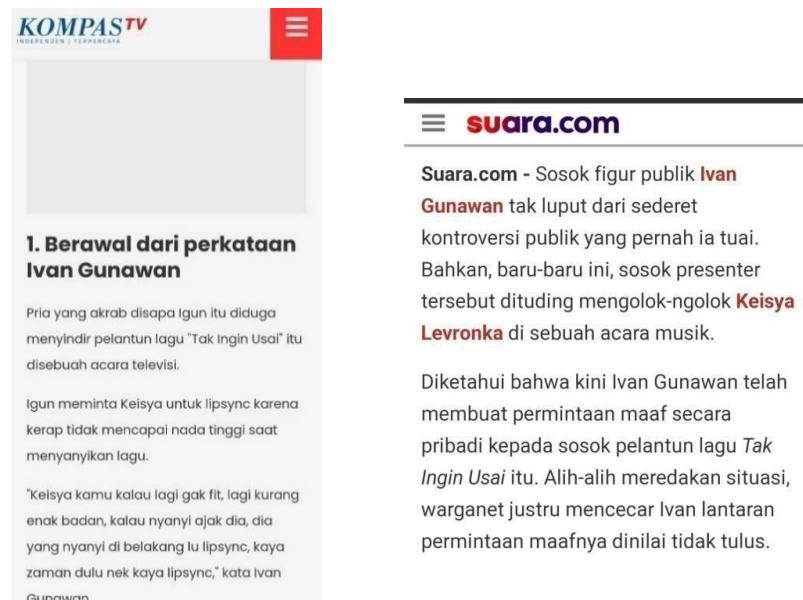 KOMPASTV
INDEPENDEN | TERPERCAYA
1. Berawal dari perkataan
Ivan Gunawan
Pria yang akrab disapa Igun itu diduga
menyindir pelantun lagu "Tak Ingin Usai" itu
disebuah acara televisi.
Igun meminta Keisya untuk lipsync karena
kerap tidak mencapai nada tinggi saat
menyanyikan lagu.
"Keisya kamu kalau lagi gak fit, lagi kurang
enak badan, kalau nyanyi ajak dia, dia
yang nyanyi di belakang lu lipsync, kaya
zaman dulu nek kaya lipsync," kata Ivan
Gunawan
suara.com
Suara.com - Sosok figur publik Ivan
Gunawan tak luput dari sederet
kontroversi publik yang pernah ia tuai.
Bahkan, baru-baru ini, sosok presenter
tersebut dituding mengolok-ngolok Keisya
Levronka di sebuah acara musik.
Diketahui bahwa kini Ivan Gunawan telah
membuat permintaan maaf secara
pribadi kepada sosok pelantun lagu Tak
Ingin Usai itu. Alih-alih meredakan situasi,
warganet justru mencecar Ivan lantaran
permintaan maafnya dinilai tidak tulus.